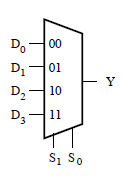 D₀ 00
D₁ 01
Y
D₂ 10
D₃ 11
S₁ S₀